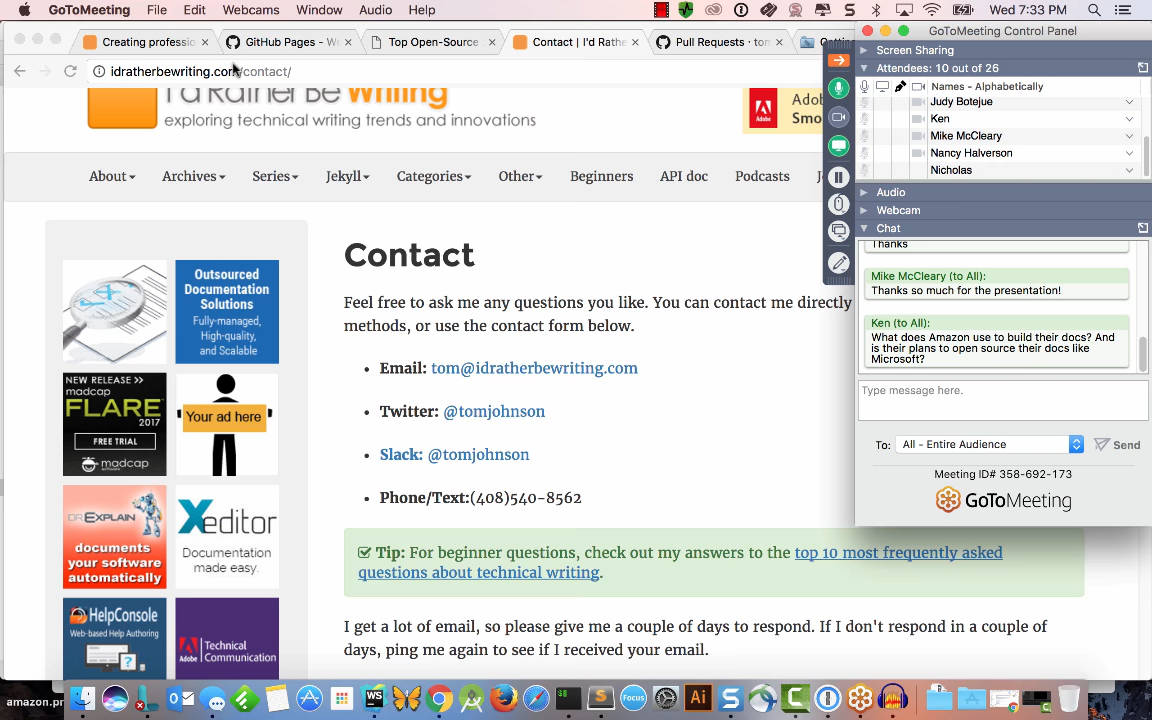 GoToMeeting File Edit Webcams Window Audio Help Wed 7:33 PM
Creating professio × GitHub Pages - We × Top Open-Source × Contact | I'd Rathe × Pull Requests · tom ×
GoToMeeting Control Panel
idratherbewriting.com/contact/
Screen Sharing
Attendees: 10 out of 26
Names - Alphabetically
Judy Botejue
Ken
Mike McCleary
Nancy Halverson
Nicholas
Audio
Webcam
Chat
Thanks
Mike McCleary (to All):
Thanks so much for the presentation!
Ken (to All):
What does Amazon use to build their docs? And
is their plans to open source their docs like
Microsoft?
Type message here.
To: All - Entire Audience Send
Meeting ID# 358-692-173
GoToMeeting
I'd Rather Be Writing
exploring technical writing trends and innovations
Adobe
Smo
About Archives Series Jekyll Categories Other Beginners API doc Podcasts
Outsourced
Documentation
Solutions
Fully-managed,
High-quality,
and Scalable
NEW RELEASE >>
madcap
FLARE
2017
FREE TRIAL
madcap
Your ad here
DR.EXPLAIN
documents
your software
automatically
Xeditor
Documentation
made easy.
HelpConsole
Web-based Help Authoring
Adobe
Technical
Communication
Contact
Feel free to ask me any questions you like. You can contact me directly
methods, or use the contact form below.
• Email: tom@idratherbewriting.com
• Twitter: @tomjohnson
• Slack: @tomjohnson
• Phone/Text:(408)540-8562
Tip: For beginner questions, check out my answers to the top 10 most frequently asked
questions about technical writing.
I get a lot of email, so please give me a couple of days to respond. If I don't respond in a couple of
days, ping me again to see if I received your email.
amazon.pr
WS
Focus
Ai